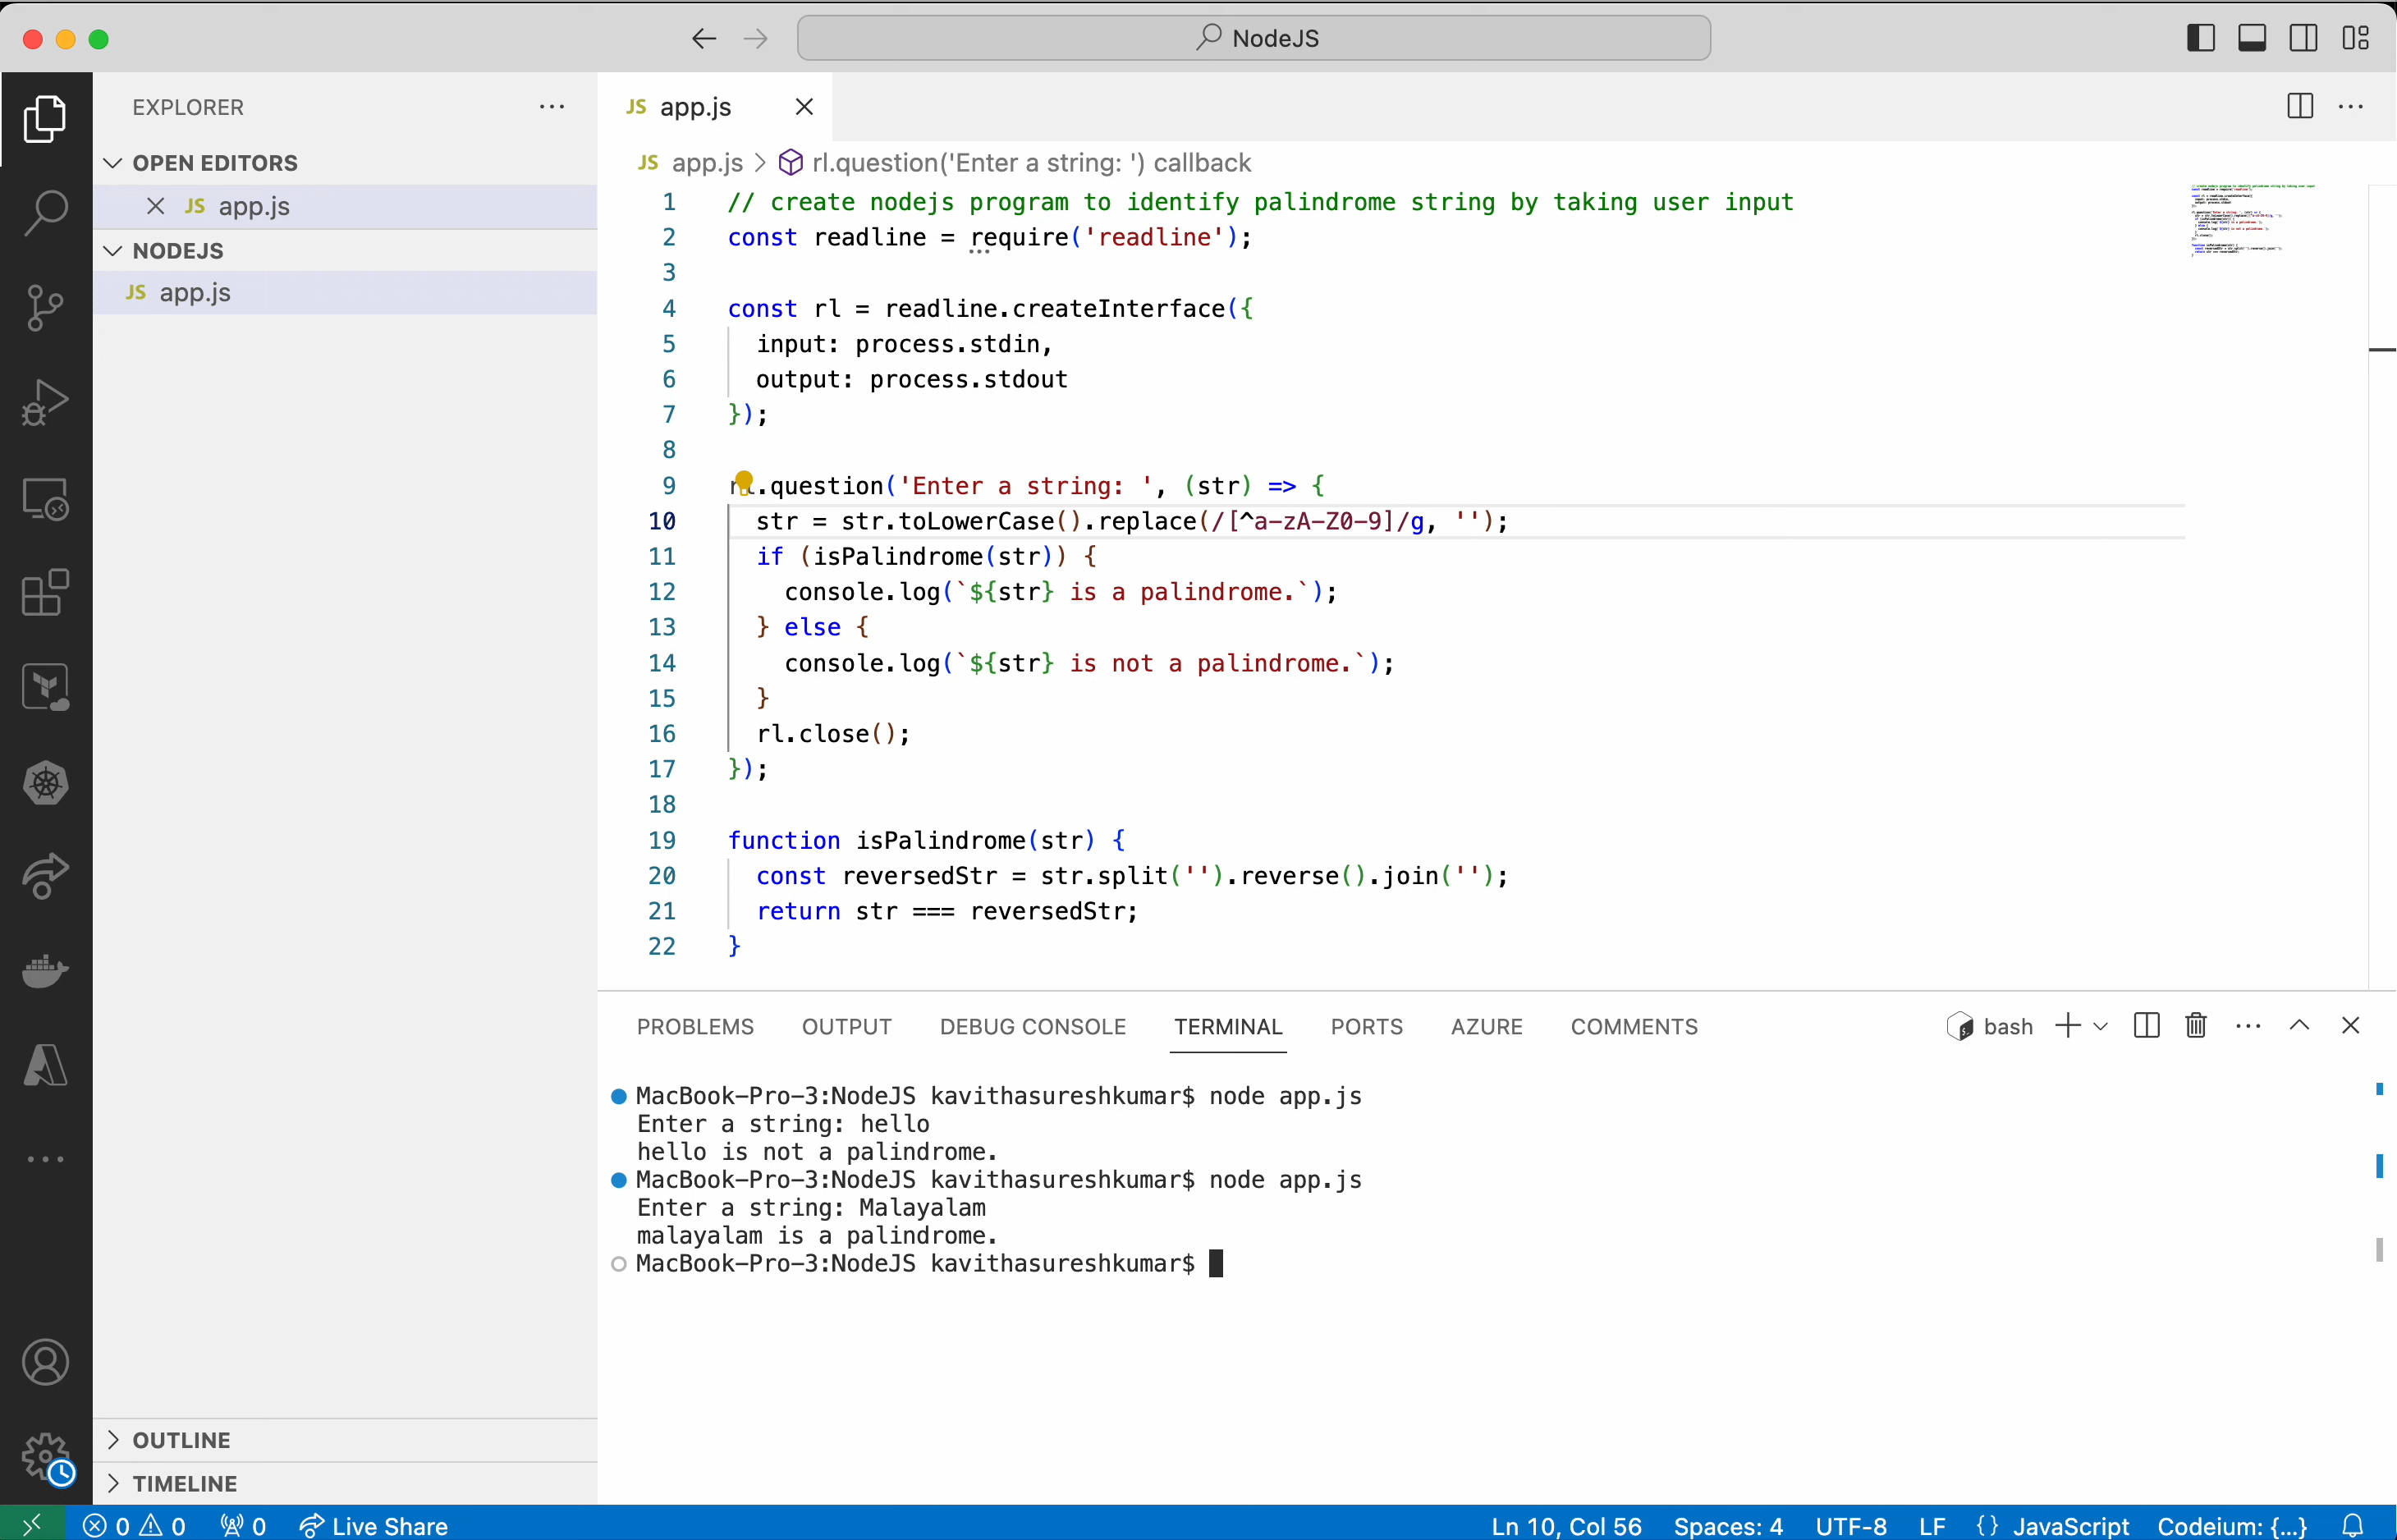 NodeJS
EXPLORER
OPEN EDITORS
JS app.js
NODEJS
JS app.js
OUTLINE
TIMELINE
JS app.js
JS app.js > rl.question('Enter a string: ') callback
1 // create nodejs program to identify palindrome string by taking user input
2 const readline = require('readline');
3
4 const rl = readline.createInterface({
5 input: process.stdin,
6 output: process.stdout
7 });
8
9 rl.question('Enter a string: ', (str) => {
10 str = str.toLowerCase().replace(/[^a-zA-Z0-9]/g, '');
11 if (isPalindrome(str)) {
12 console.log(`${str} is a palindrome.`);
13 } else {
14 console.log(`${str} is not a palindrome.`);
15 }
16 rl.close();
17 });
18
19 function isPalindrome(str) {
20 const reversedStr = str.split('').reverse().join('');
21 return str === reversedStr;
22 }
PROBLEMS OUTPUT DEBUG CONSOLE TERMINAL PORTS AZURE COMMENTS bash
MacBook-Pro-3:NodeJS kavithasureshkumar$ node app.js
Enter a string: hello
hello is not a palindrome.
MacBook-Pro-3:NodeJS kavithasureshkumar$ node app.js
Enter a string: Malayalam
malayalam is a palindrome.
MacBook-Pro-3:NodeJS kavithasureshkumar$
0 0 0 Live Share Ln 10, Col 56 Spaces: 4 UTF-8 LF {} JavaScript Codeium: {...}